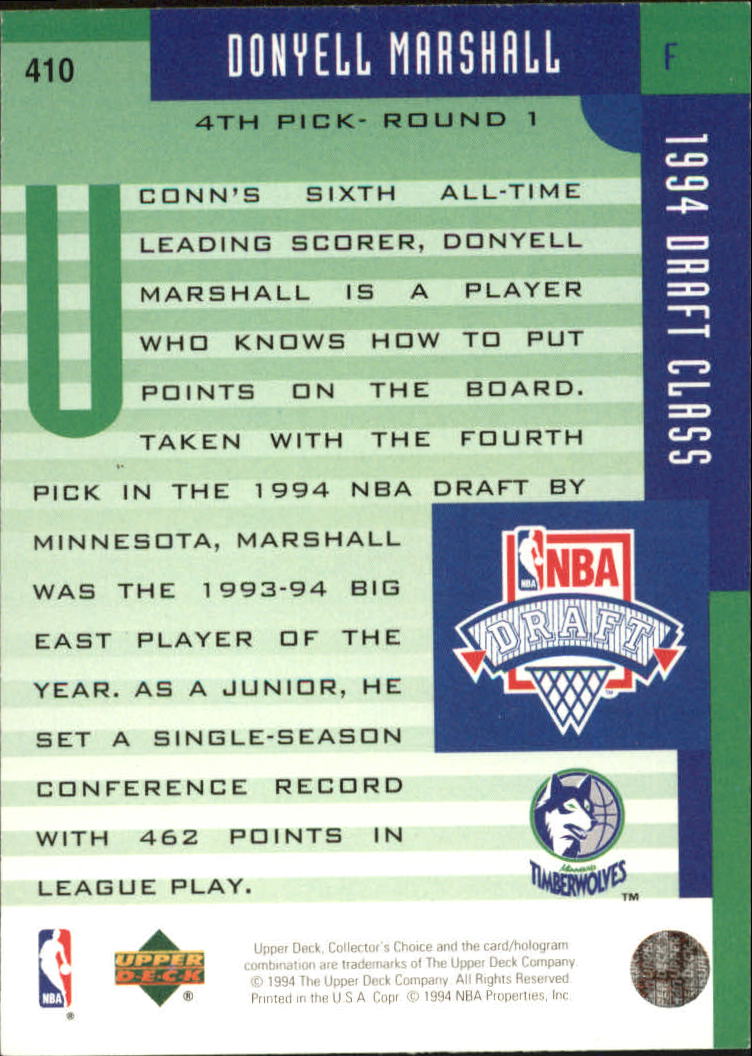 410
DONYELL MARSHALL
F
4TH PICK- ROUND 1
1994 DRAFT CLASS
UCONN'S SIXTH ALL-TIME
LEADING SCORER, DONYELL
MARSHALL IS A PLAYER
WHO KNOWS HOW TO PUT
POINTS ON THE BOARD.
TAKEN WITH THE FOURTH
PICK IN THE 1994 NBA DRAFT BY
MINNESOTA, MARSHALL
WAS THE 1993-94 BIG
EAST PLAYER OF THE
YEAR. AS A JUNIOR, HE
SET A SINGLE-SEASON
CONFERENCE RECORD
WITH 462 POINTS IN
LEAGUE PLAY.
NBA
NBA
DRAFT
TM
Minnesota
TIMBERWOLVES
TM
NBA
®
UPPER
D·E·C·K
®
Upper Deck, Collector's Choice and the card/hologram
combination are trademarks of The Upper Deck Company.
© 1994 The Upper Deck Company. All Rights Reserved.
Printed in the U.S.A. Copr. © 1994 NBA Properties, Inc.